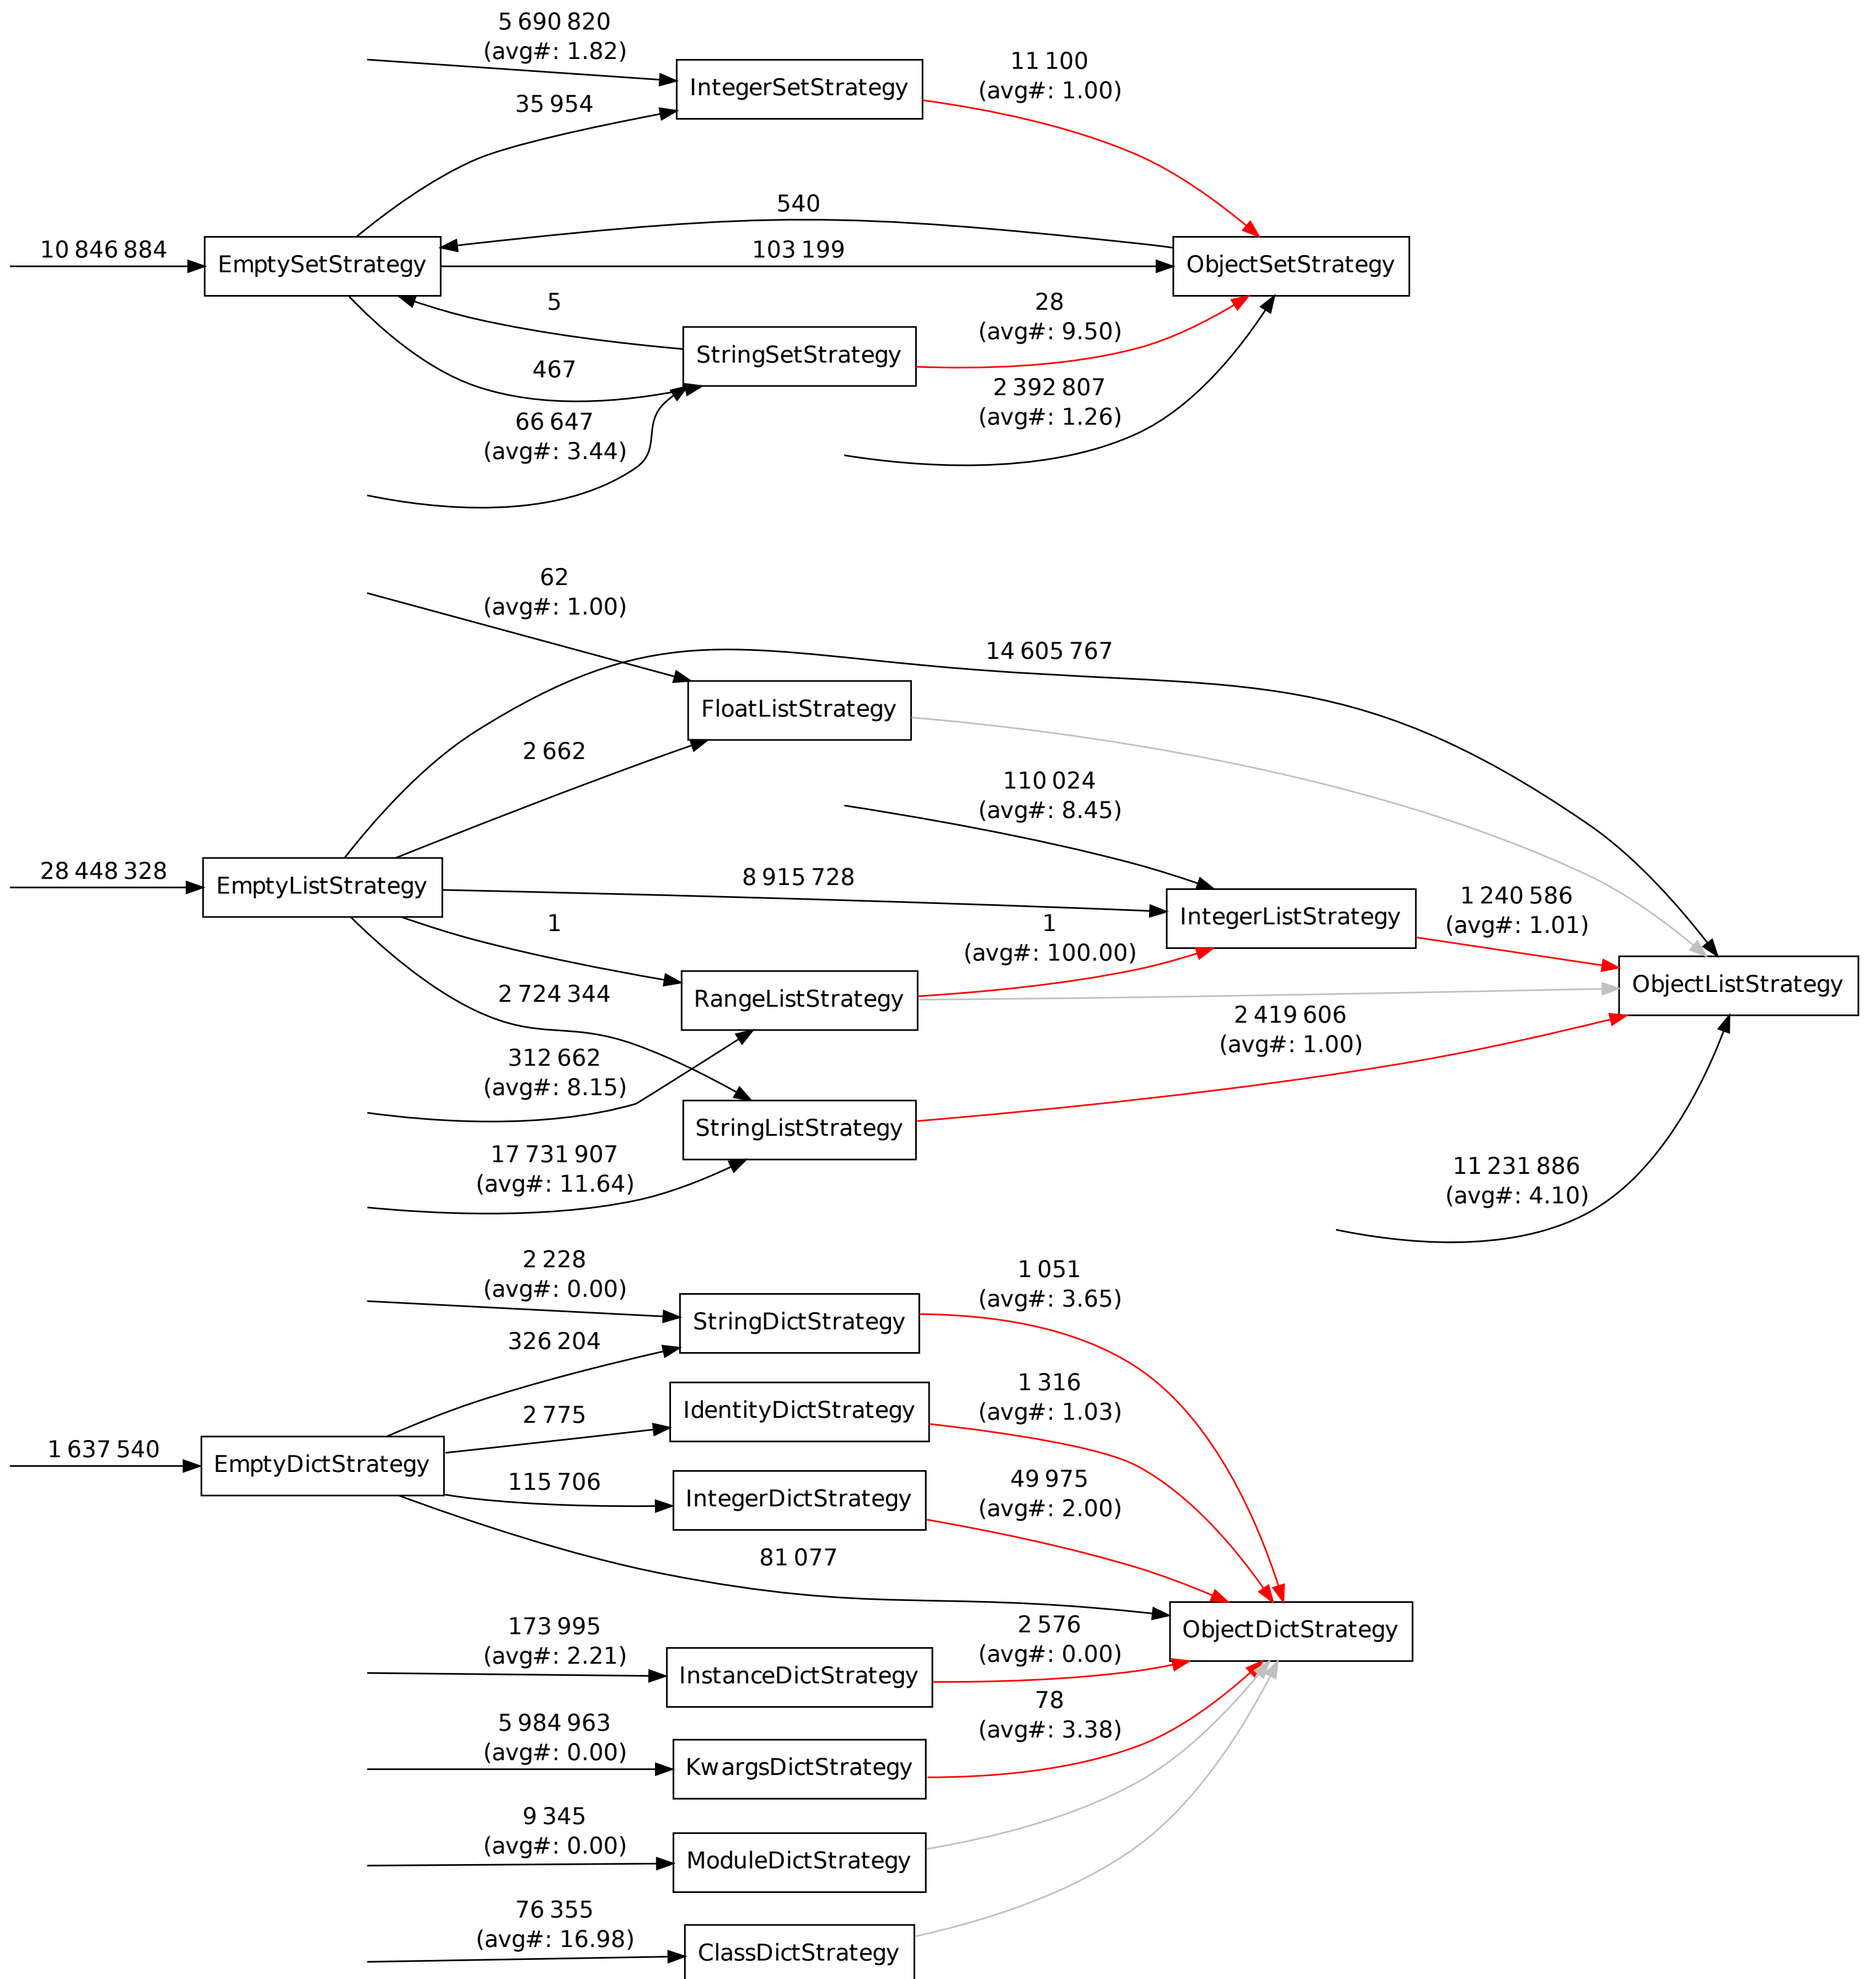 5 690 820
(avg#: 1.82)
IntegerSetStrategy
11 100
(avg#: 1.00)
35 954
540
10 846 884
EmptySetStrategy
103 199
ObjectSetStrategy
5
28
(avg#: 9.50)
StringSetStrategy
467
2 392 807
(avg#: 1.26)
66 647
(avg#: 3.44)
62
(avg#: 1.00)
14 605 767
FloatListStrategy
2 662
110 024
(avg#: 8.45)
28 448 328
EmptyListStrategy
8 915 728
IntegerListStrategy
1 240 586
(avg#: 1.01)
1
1
(avg#: 100.00)
ObjectListStrategy
2 724 344
RangeListStrategy
2 419 606
(avg#: 1.00)
312 662
(avg#: 8.15)
StringListStrategy
17 731 907
(avg#: 11.64)
11 231 886
(avg#: 4.10)
2 228
(avg#: 0.00)
1 051
(avg#: 3.65)
StringDictStrategy
326 204
1 316
(avg#: 1.03)
IdentityDictStrategy
2 775
1 637 540
EmptyDictStrategy
115 706
IntegerDictStrategy
49 975
(avg#: 2.00)
81 077
173 995
(avg#: 2.21)
2 576
(avg#: 0.00)
ObjectDictStrategy
InstanceDictStrategy
5 984 963
(avg#: 0.00)
78
(avg#: 3.38)
KwargsDictStrategy
9 345
(avg#: 0.00)
ModuleDictStrategy
76 355
(avg#: 16.98)
ClassDictStrategy